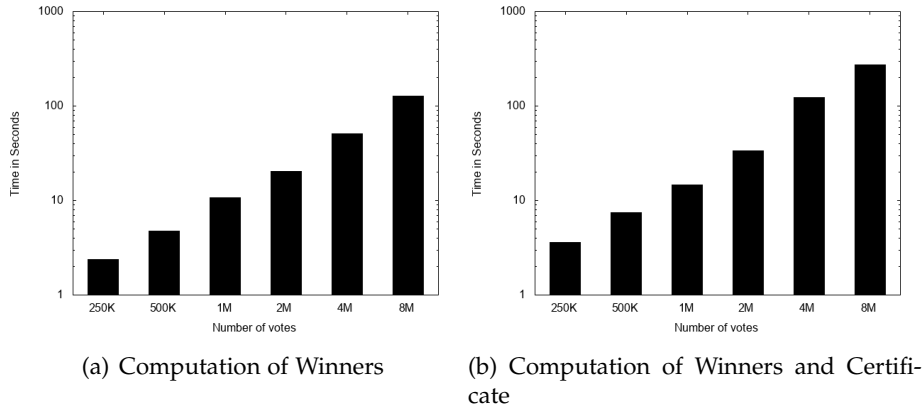 1000
100
10
1
Time in Seconds
250K 500K 1M 2M 4M 8M
Number of votes
(a) Computation of Winners
1000
100
10
1
Time in Seconds
250K 500K 1M 2M 4M 8M
Number of votes
(b) Computation of Winners and Certifi-
cate